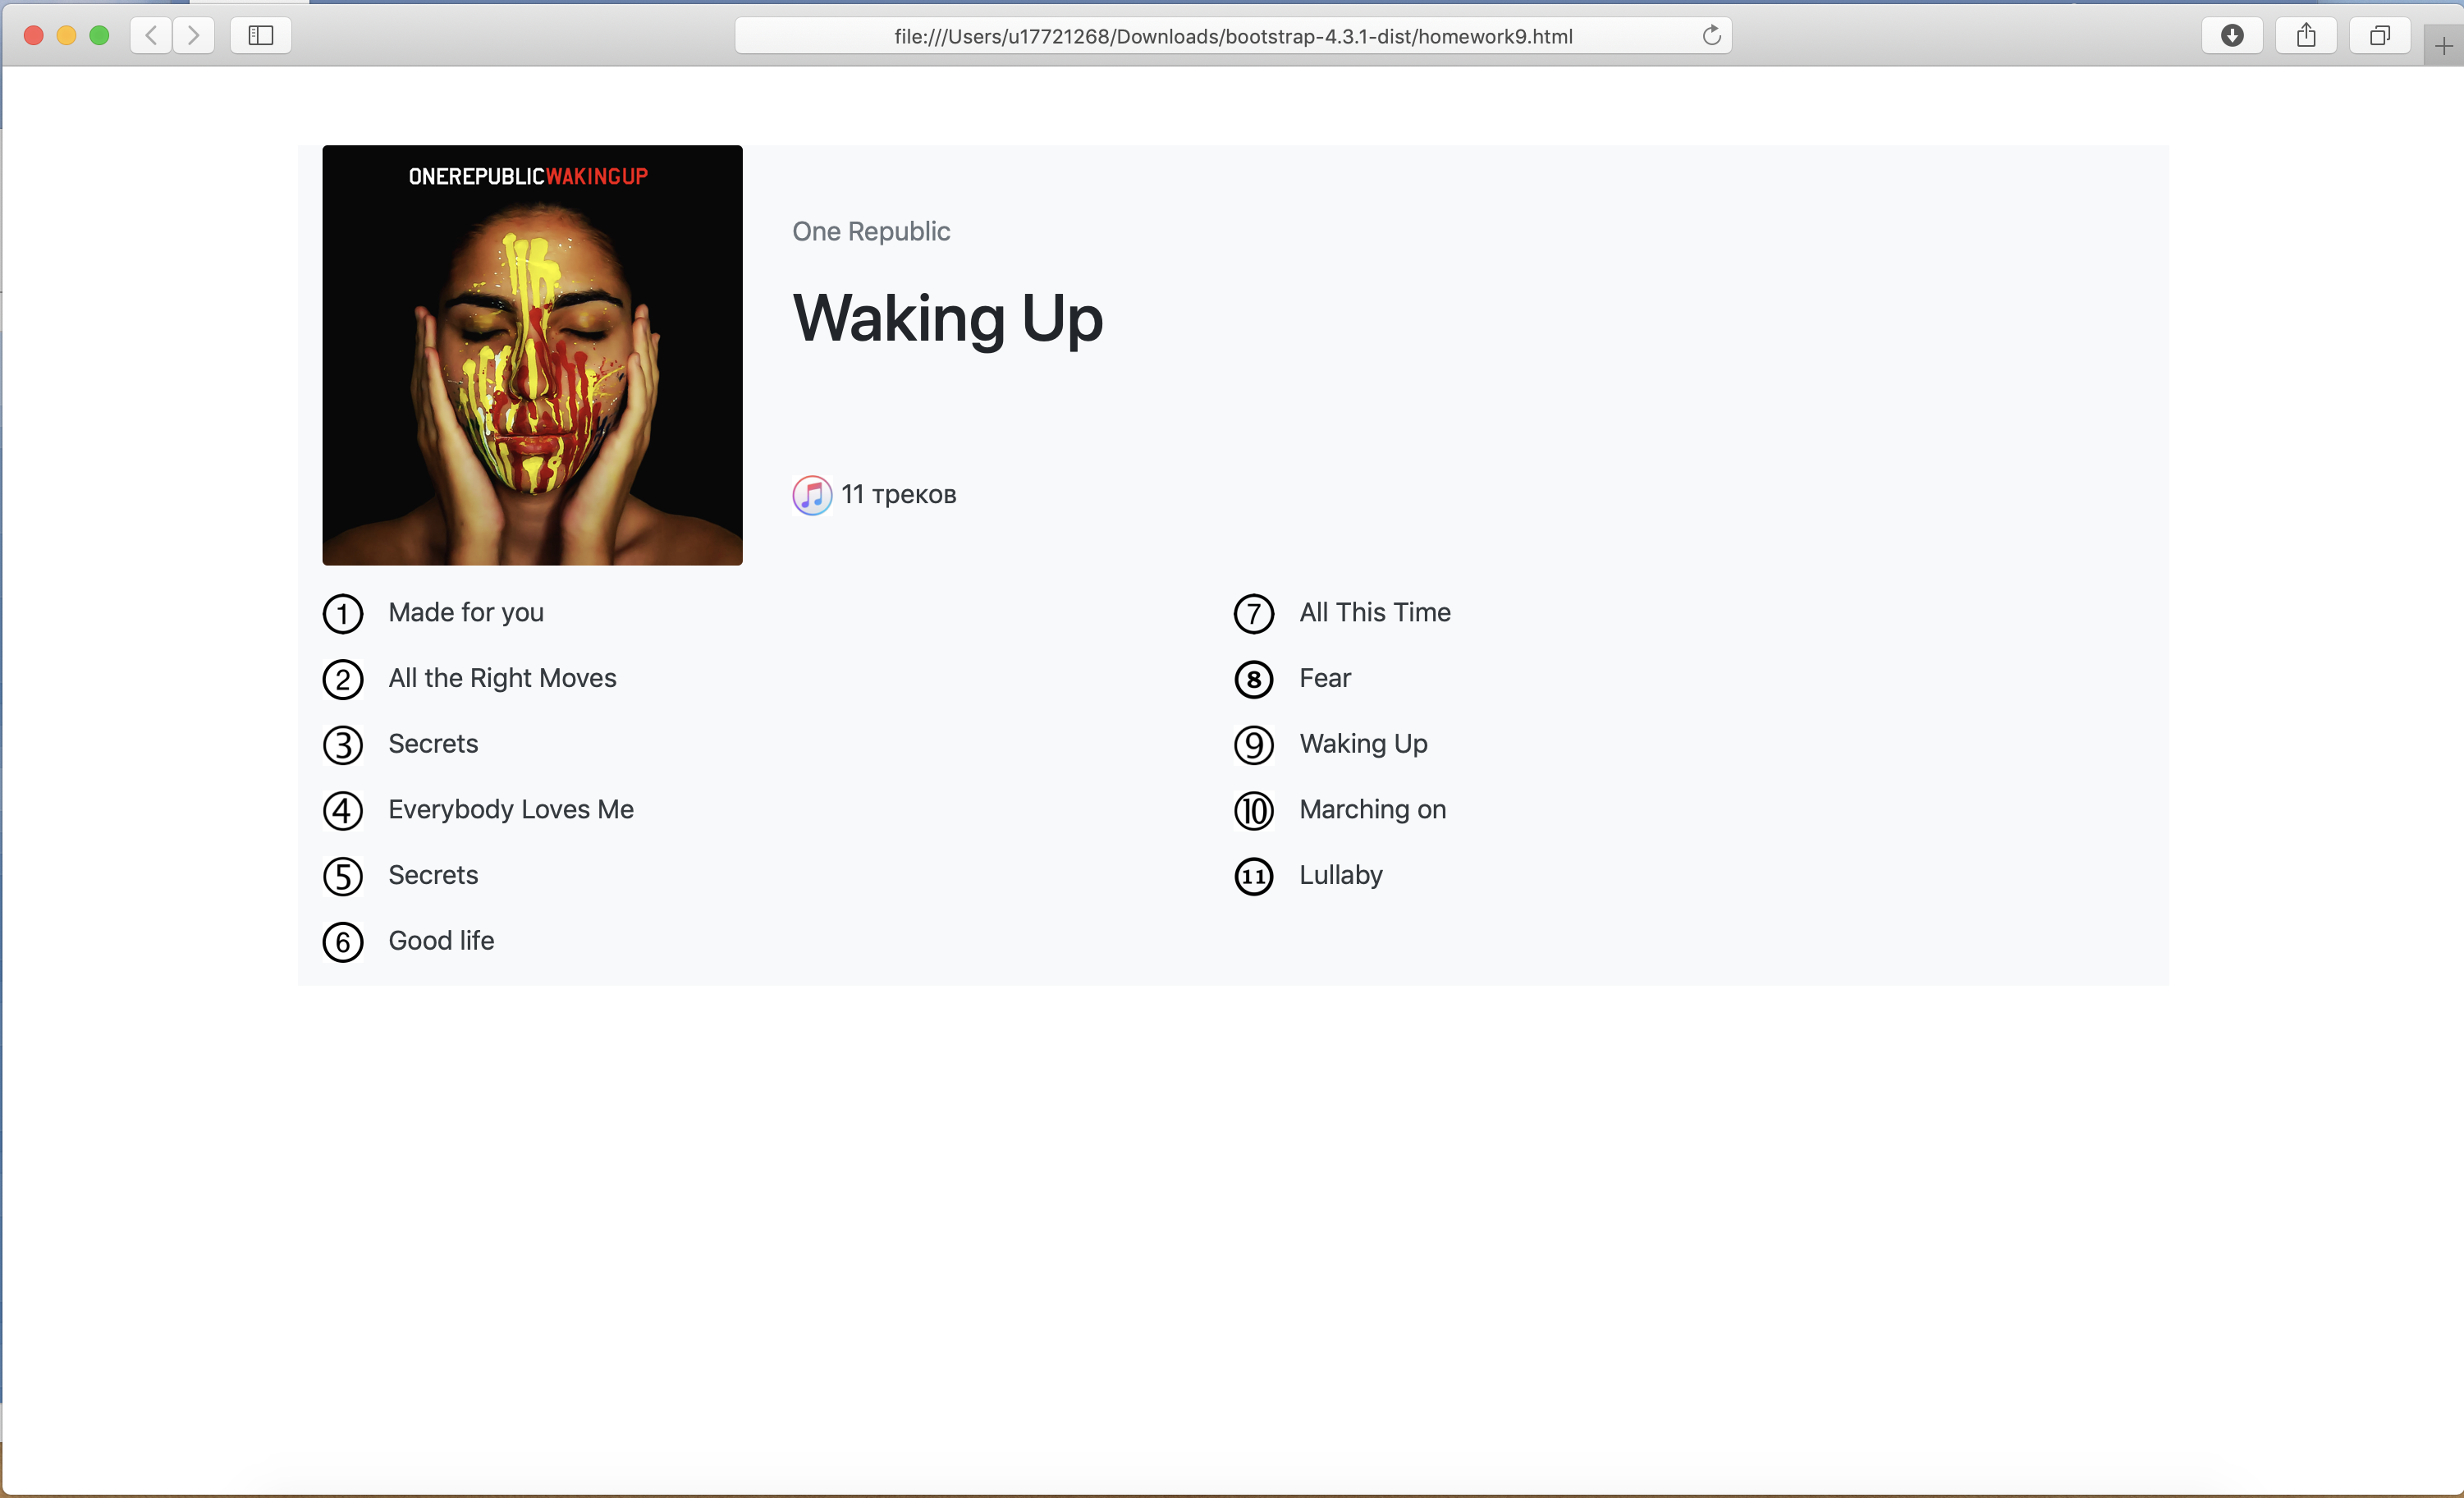 file:///Users/u17721268/Downloads/bootstrap-4.3.1-dist/homework9.html
ONEREPUBLICWAKINGUP
One Republic
Waking Up
11 треков
1 Made for you
2 All the Right Moves
3 Secrets
4 Everybody Loves Me
5 Secrets
6 Good life
7 All This Time
8 Fear
9 Waking Up
10 Marching on
11 Lullaby